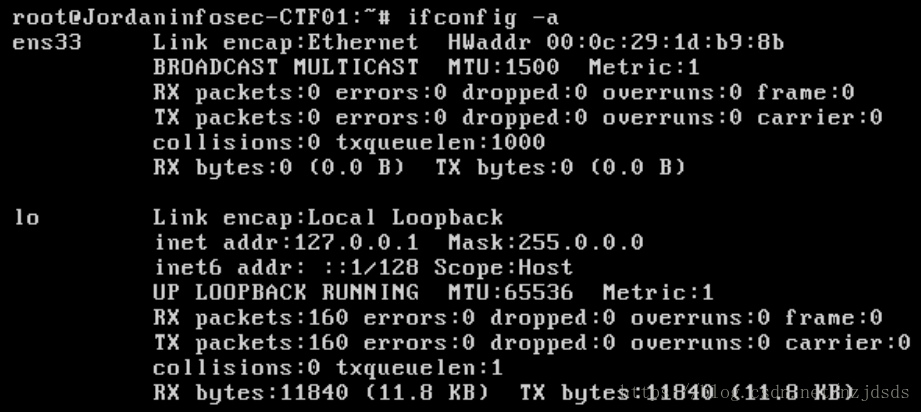 root@Jordaninfosec-CTF01:~# ifconfig -a
ens33 Link encap:Ethernet HWaddr 00:0c:29:1d:b9:8b
BROADCAST MULTICAST MTU:1500 Metric:1
RX packets:0 errors:0 dropped:0 overruns:0 frame:0
TX packets:0 errors:0 dropped:0 overruns:0 carrier:0
collisions:0 txqueuelen:1000
RX bytes:0 (0.0 B) TX bytes:0 (0.0 B)
lo Link encap:Local Loopback
inet addr:127.0.0.1 Mask:255.0.0.0
inet6 addr: ::1/128 Scope:Host
UP LOOPBACK RUNNING MTU:65536 Metric:1
RX packets:160 errors:0 dropped:0 overruns:0 frame:0
TX packets:160 errors:0 dropped:0 overruns:0 carrier:0
collisions:0 txqueuelen:1
RX bytes:11840 (11.8 KB) TX bytes:11840 (11.8 KB)